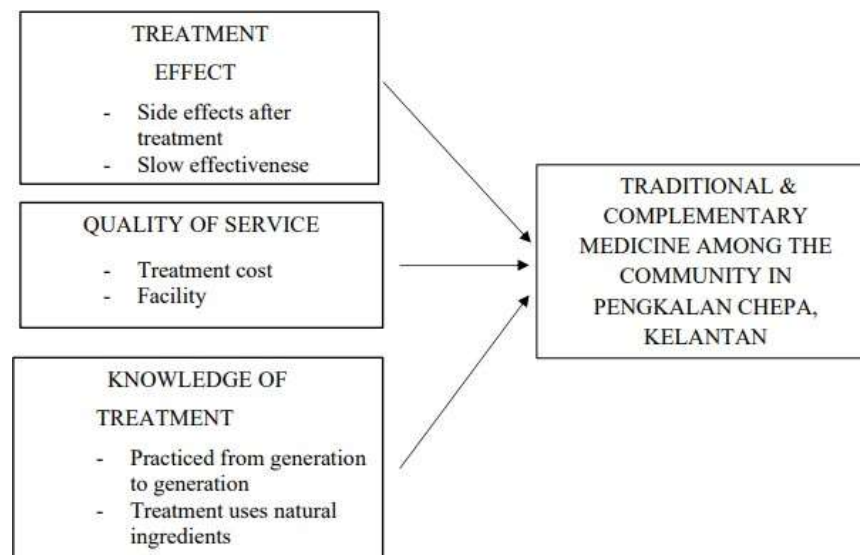 TREATMENT
EFFECT
- Side effects after
treatment
- Slow effectivenese
QUALITY OF SERVICE
- Treatment cost
- Facility
KNOWLEDGE OF
TREATMENT
- Practiced from generation
to generation
- Treatment uses natural
ingredients
TRADITIONAL &
COMPLEMENTARY
MEDICINE AMONG THE
COMMUNITY IN
PENGKALAN CHEPA,
KELANTAN